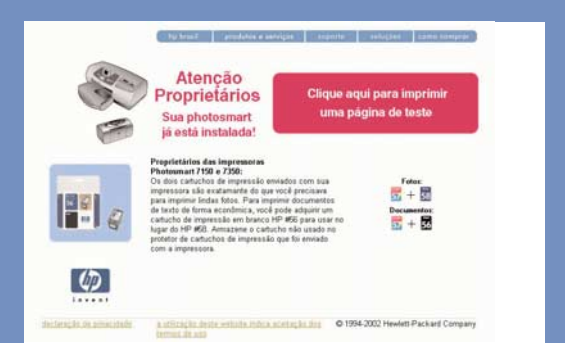 hp brasil
produtos e serviços
suporte
soluções
como comprar
Atenção
Proprietários
Sua photosmart
já está instalada!
Clique aqui para imprimir
uma página de teste
Proprietários das impressoras
Photosmart 7150 e 7350:
Os dois cartuchos de impressão enviados com sua
impressora são exatamente do que você precisava
para imprimir lindas fotos. Para imprimir documentos
de texto de forma econômica, você pode adquirir um
cartucho de impressão em branco HP #56 para usar no
lugar do HP #58. Armazene o cartucho não usado no
protetor de cartuchos de impressão que foi enviado
com a impressora.
Fotos:
57 + 58
Documentos:
57 + 56
hp
invent
declaração de privacidade
a utilização deste website indica aceitação dos
termos de uso
© 1994-2002 Hewlett-Packard Company